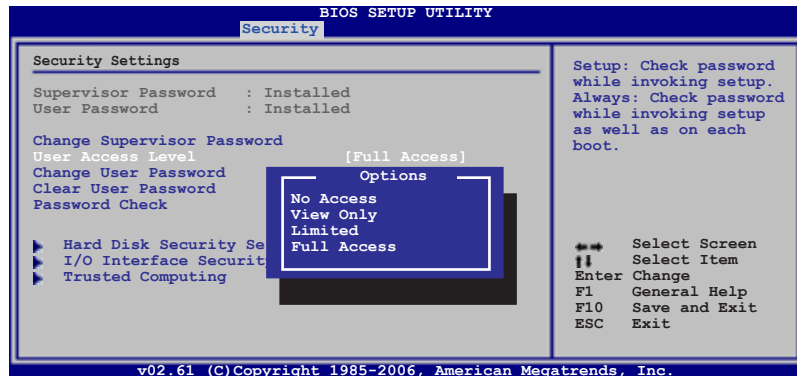 BIOS SETUP UTILITY
Security
Security Settings
Supervisor Password : Installed
User Password : Installed
Change Supervisor Password
User Access Level [Full Access]
Change User Password
Clear User Password
Password Check
Hard Disk Security Se
I/O Interface Securit
Trusted Computing
Options
No Access
View Only
Limited
Full Access
Setup: Check password
while invoking setup.
Always: Check password
while invoking setup
as well as on each
boot.
Select Screen
Select Item
Enter Change
F1 General Help
F10 Save and Exit
ESC Exit
v02.61 (C)Copyright 1985-2006, American Megatrends, Inc.